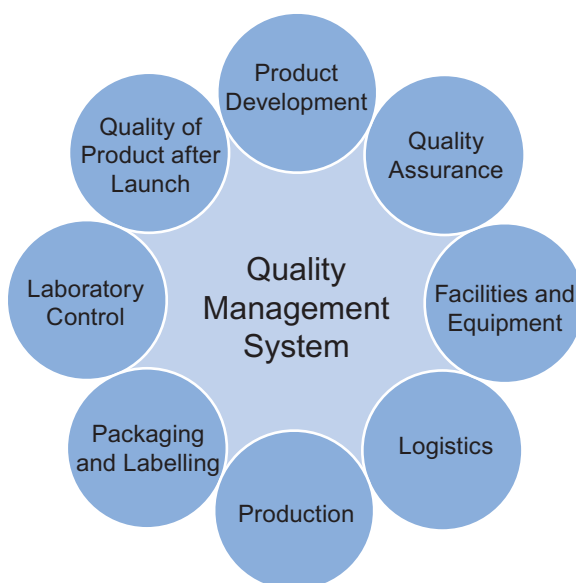 Product
Development
Quality
Assurance
Facilities and
Equipment
Logistics
Production
Packaging
and Labelling
Laboratory
Control
Quality of
Product after
Launch
Quality
Management
System